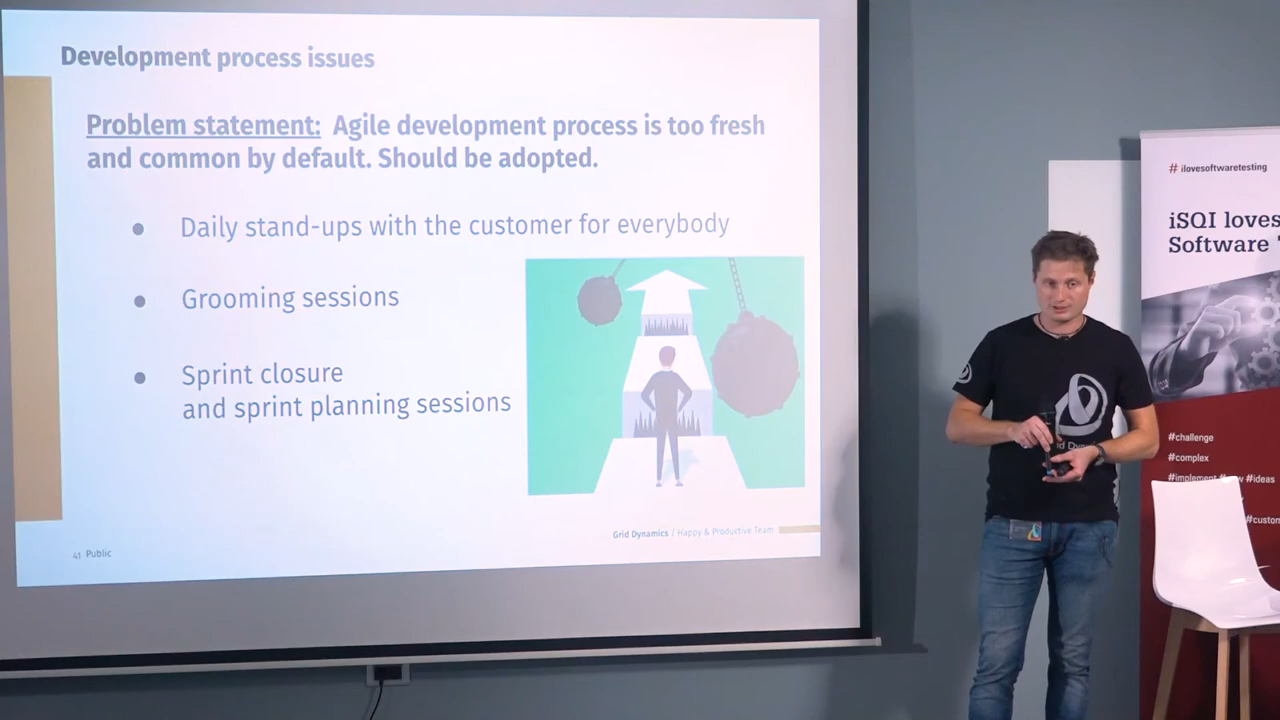 Development process issues
Problem statement: Agile development process is too fresh
and common by default. Should be adopted.
Daily stand-ups with the customer for everybody
Grooming sessions
Sprint closure
and sprint planning sessions
Grid Dynamics / Happy & Productive Team
41 Public
# ilovesoftwaretesting
iSQI loves
Software
#challenge
#complex
#implement #ideas